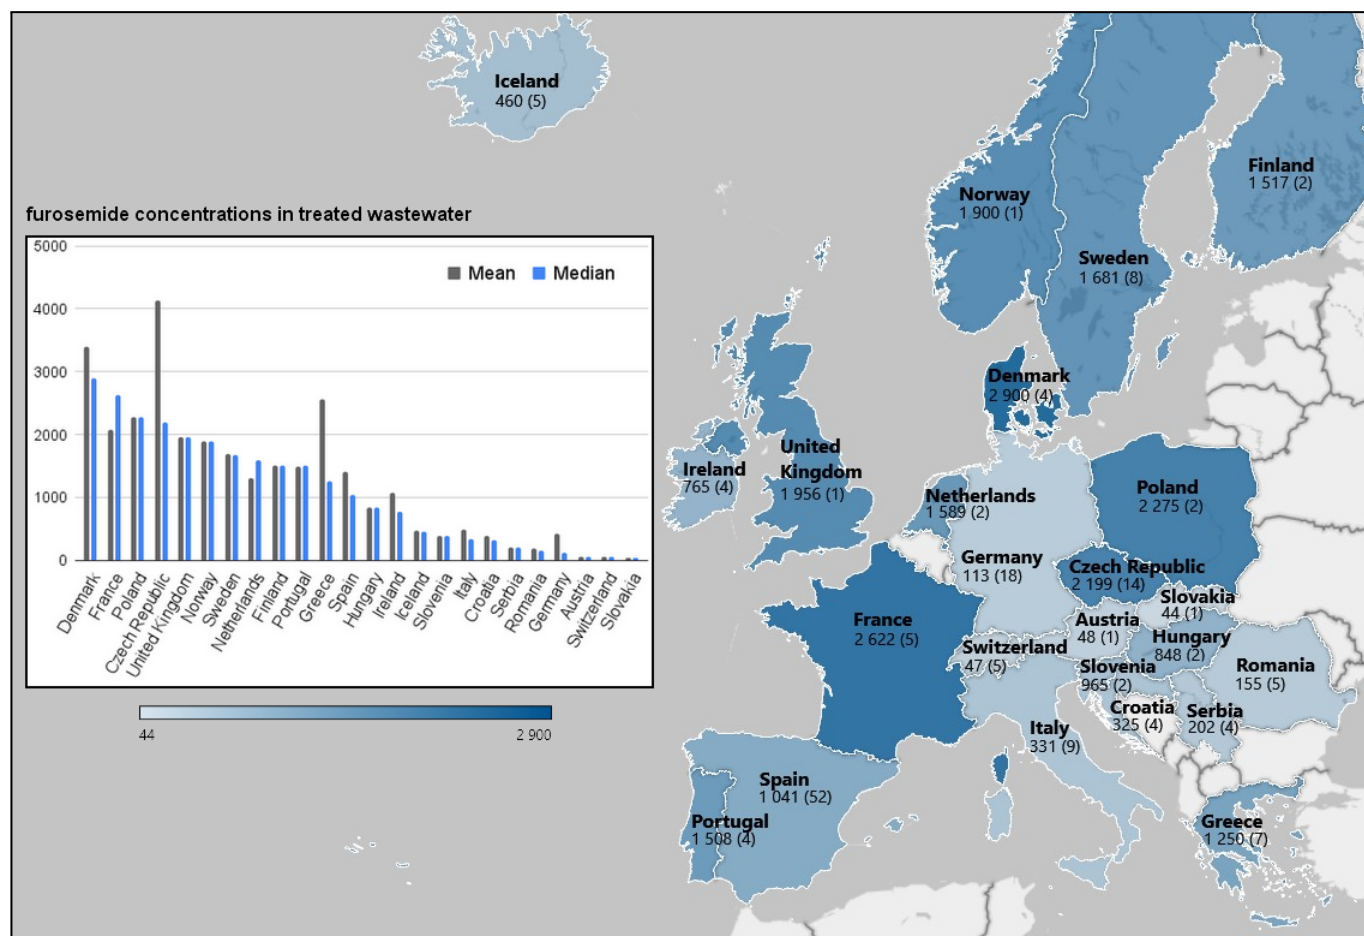 Iceland
460 (5)
Finland
1 517 (2)
Norway
1 900 (1)
Sweden
1 681 (8)
furosemide concentrations in treated wastewater
5000
4000
3000
2000
1000
0
Mean
Median
Denmark
France
Poland
Czech Republic
United Kingdom
Norway
Sweden
Netherlands
Finland
Portugal
Greece
Spain
Hungary
Ireland
Iceland
Slovenia
Italy
Croatia
Serbia
Romania
Germany
Austria
Switzerland
Slovakia
44
2 900
Denmark
2 900 (4)
United
Kingdom
1 956 (1)
Ireland
765 (4)
Netherlands
1 589 (2)
Poland
2 275 (2)
Germany
113 (18)
Czech Republic
2 199 (14)
Slovakia
44 (1)
France
2 622 (5)
Austria
48 (1)
Switzerland
47 (5)
Hungary
848 (2)
Slovenia
965 (2)
Romania
155 (5)
Croatia
325 (4)
Serbia
202 (4)
Italy
331 (9)
Spain
1 041 (52)
Portugal
1 508 (4)
Greece
1 250 (7)